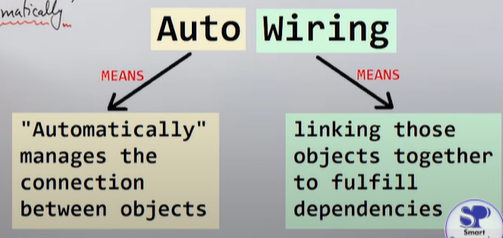 matically
Auto Wiring
MEANS
MEANS
"Automatically"
manages the
connection
between objects
linking those
objects together
to fulfill
dependencies
SP
Smart